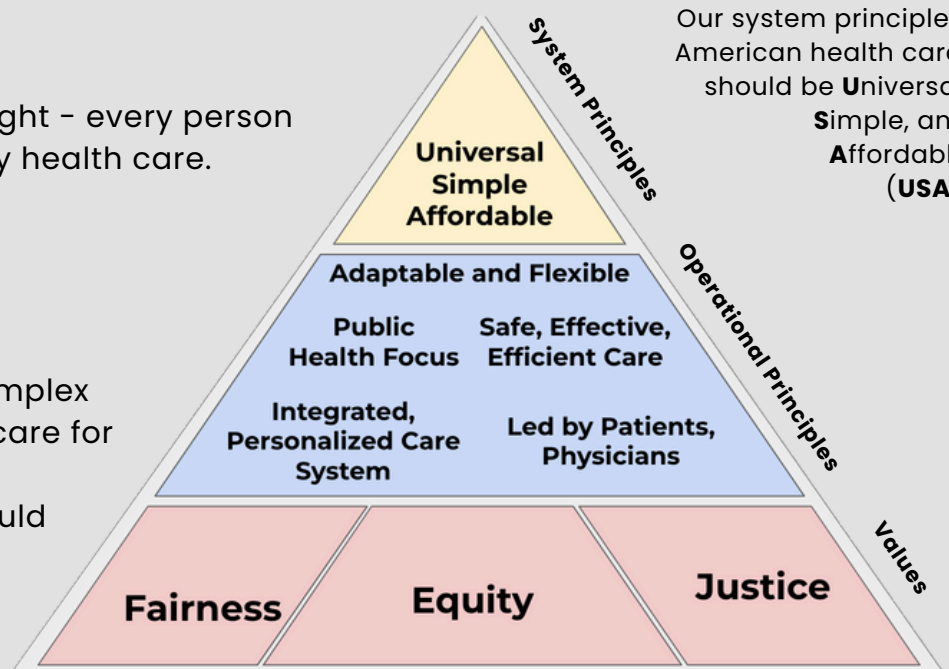 Our system principle
American health care
should be Univers
Simple, an
Affordabl
(USA
ght - every person
y health care.
System Principles
Universal
Simple
Affordable
Operational Principles
Adaptable and Flexible
Public
Health Focus
Safe, Effective,
Efficient Care
mplex
care for
Integrated,
Personalized Care
System
Led by Patients,
Physicians
uld
Values
Fairness
Equity
Justice